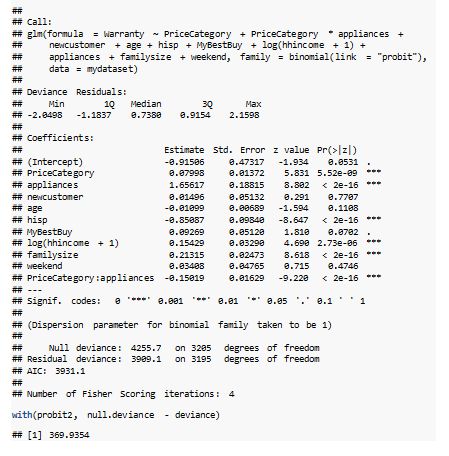 ##
## Call:
## glm(formula = Warranty ~ PriceCategory + PriceCategory * appliances +
##     newcustomer + age + hisp + MyBestBuy + log(hhincome + 1) +
##     appliances + familysize + weekend, family = binomial(link = "probit"),
##     data = mydataset)
##
## Deviance Residuals:
##     Min       1Q   Median       3Q      Max
## -2.0498  -1.1837   0.7380   0.9154   2.1598
##
## Coefficients:
##                          Estimate Std. Error z value Pr(>|z|)
## (Intercept)              -0.91506    0.47317  -1.934   0.0531 .
## PriceCategory             0.07998    0.01372   5.831 5.52e-09 ***
## appliances                1.65617    0.18815   8.802  < 2e-16 ***
## newcustomer               0.01496    0.05132   0.291   0.7707
## age                      -0.01099    0.00689  -1.594   0.1108
## hisp                     -0.85087    0.09840  -8.647  < 2e-16 ***
## MyBestBuy                 0.09269    0.05120   1.810   0.0702 .
## log(hhincome + 1)         0.15429    0.03290   4.690 2.73e-06 ***
## familysize                0.21315    0.02473   8.618  < 2e-16 ***
## weekend                   0.03408    0.04765   0.715   0.4746
## PriceCategory:appliances -0.15019    0.01629  -9.220  < 2e-16 ***
## ---
## Signif. codes:  0 '***' 0.001 '**' 0.01 '*' 0.05 '.' 0.1 ' ' 1
##
## (Dispersion parameter for binomial family taken to be 1)
##
##     Null deviance: 4255.7  on 3205  degrees of freedom
## Residual deviance: 3909.1  on 3195  degrees of freedom
## AIC: 3931.1
##
## Number of Fisher Scoring iterations: 4
with(probit2, null.deviance - deviance)
## [1] 369.9354